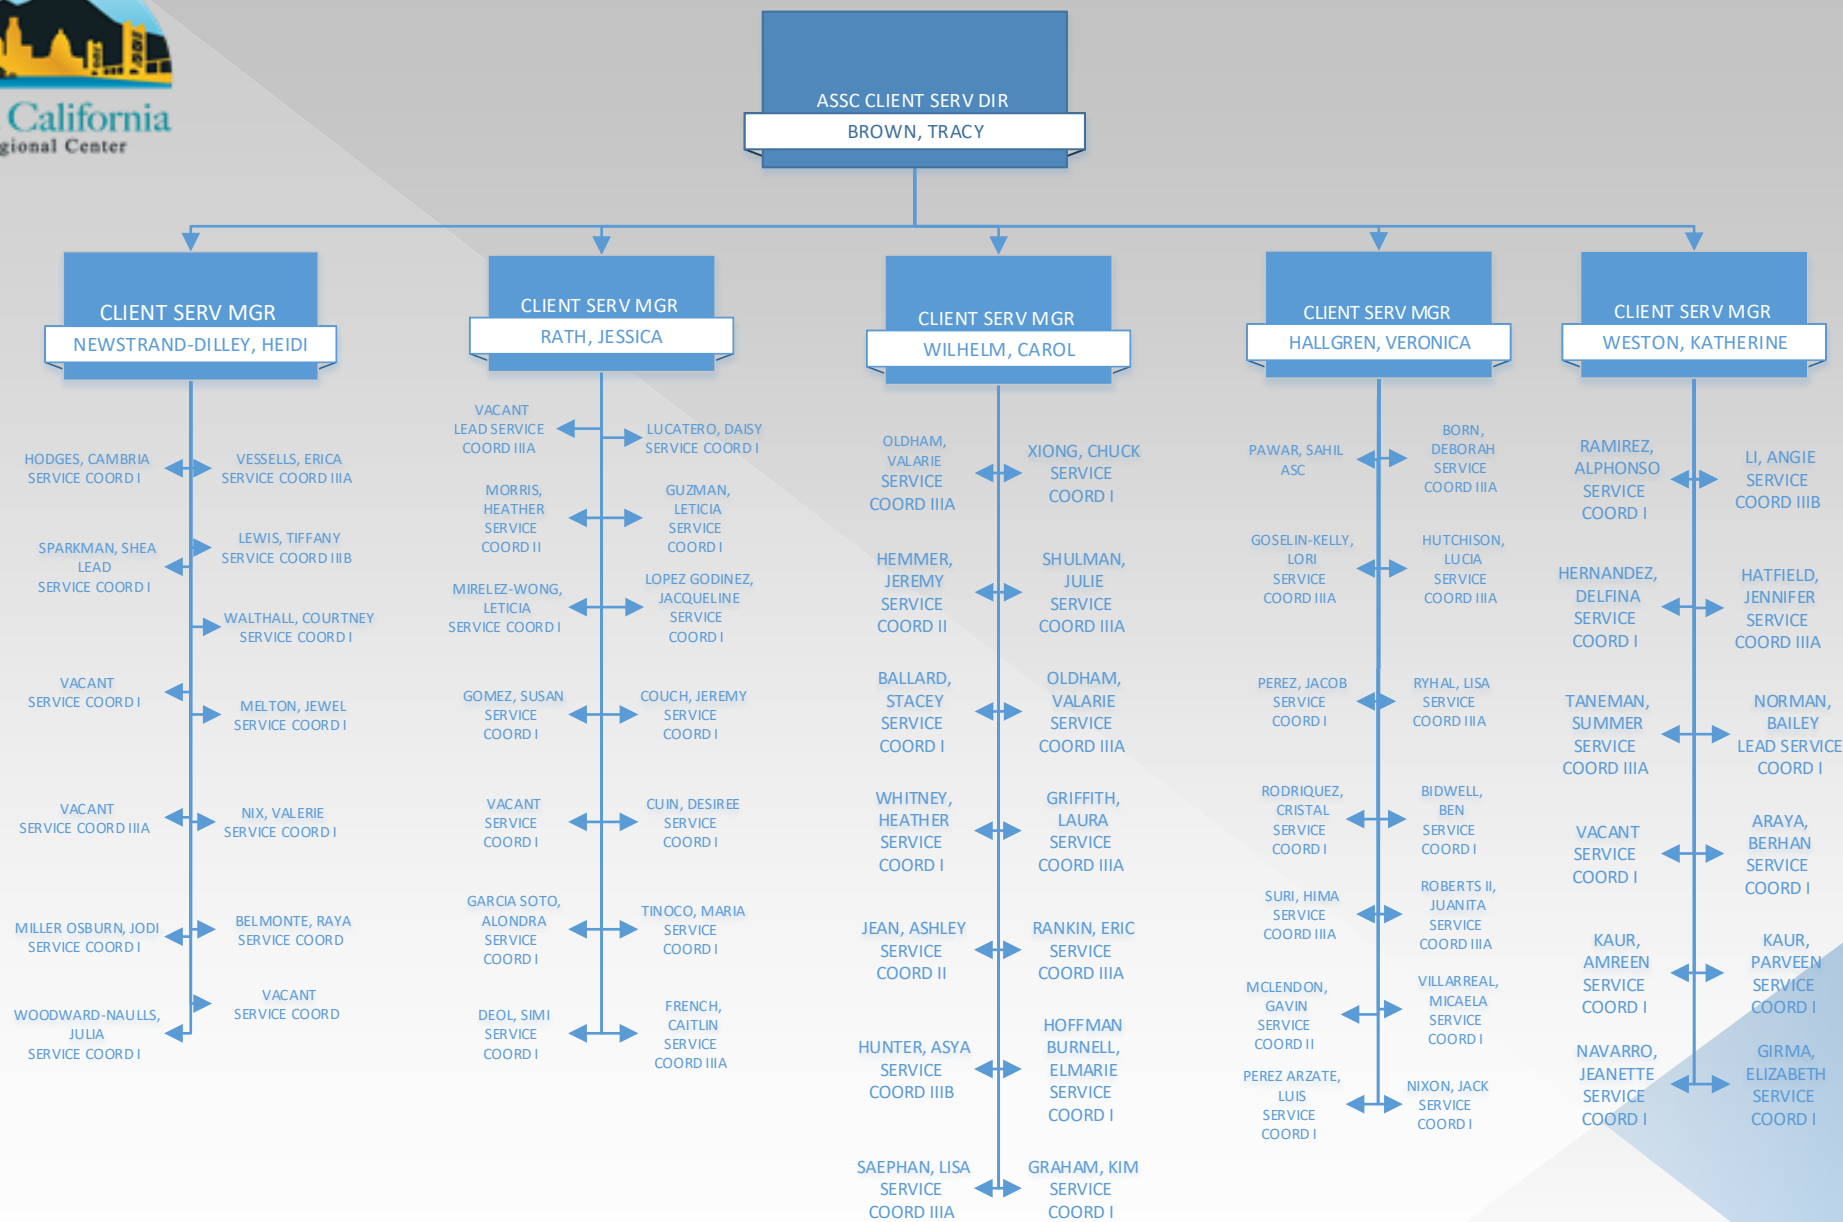 California
gional Center
ASSC CLIENT SERV DIR
BROWN, TRACY
CLIENT SERV MGR
NEWSTRAND-DILLEY, HEIDI
HODGES, CAMBRIA
SERVICE COORD I
VESSELLS, ERICA
SERVICE COORD IIIA
SPARKMAN, SHEA
LEAD
SERVICE COORD I
LEWIS, TIFFANY
SERVICE COORD IIIB
WALTHALL, COURTNEY
SERVICE COORD I
VACANT
SERVICE COORD I
MELTON, JEWEL
SERVICE COORD I
VACANT
SERVICE COORD IIIA
NIX, VALERIE
SERVICE COORD I
MILLER OSBURN, JODI
SERVICE COORD I
BELMONTE, RAYA
SERVICE COORD
VACANT
SERVICE COORD
WOODWARD-NAULLS,
JULIA
SERVICE COORD I
CLIENT SERV MGR
RATH, JESSICA
VACANT
LEAD SERVICE
COORD IIIA
LUCATERO, DAISY
SERVICE COORD I
MORRIS,
HEATHER
SERVICE
COORD II
GUZMAN,
LETICIA
SERVICE
COORD I
MIRELEZ-WONG,
LETICIA
SERVICE COORD I
LOPEZ GODINEZ,
JACQUELINE
SERVICE
COORD I
GOMEZ, SUSAN
SERVICE
COORD I
COUCH, JEREMY
SERVICE
COORD I
VACANT
SERVICE
COORD I
CUIN, DESIREE
SERVICE
COORD I
GARCIA SOTO,
ALONDRA
SERVICE
COORD I
TINOCO, MARIA
SERVICE
COORD I
DEOL, SIMI
SERVICE
COORD I
FRENCH,
CAITLIN
SERVICE
COORD IIIA
CLIENT SERV MGR
WILHELM, CAROL
OLDHAM,
VALARIE
SERVICE
COORD IIIA
XIONG, CHUCK
SERVICE
COORD I
HEMMER,
JEREMY
SERVICE
COORD II
SHULMAN,
JULIE
SERVICE
COORD IIIA
BALLARD,
STACEY
SERVICE
COORD I
OLDHAM,
VALARIE
SERVICE
COORD IIIA
WHITNEY,
HEATHER
SERVICE
COORD I
GRIFFITH,
LAURA
SERVICE
COORD IIIA
JEAN, ASHLEY
SERVICE
COORD II
RANKIN, ERIC
SERVICE
COORD IIIA
HUNTER, ASYA
SERVICE
COORD IIIB
HOFFMAN
BURNELL,
ELMARIE
SERVICE
COORD I
SAEPHAN, LISA
SERVICE
COORD IIIA
GRAHAM, KIM
SERVICE
COORD I
CLIENT SERV MGR
HALLGREN, VERONICA
PAWAR, SAHIL
ASC
BORN,
DEBORAH
SERVICE
COORD IIIA
GOSELIN-KELLY,
LORI
SERVICE
COORD IIIA
HUTCHISON,
LUCIA
SERVICE
COORD IIIA
PEREZ, JACOB
SERVICE
COORD I
RYHAL, LISA
SERVICE
COORD IIIA
RODRIQUEZ,
CRISTAL
SERVICE
COORD I
BIDWELL,
BEN
SERVICE
COORD I
SURI, HIMA
SERVICE
COORD IIIA
ROBERTS II,
JUANITA
SERVICE
COORD IIIA
MCLENDON,
GAVIN
SERVICE
COORD II
VILLARREAL,
MICAELA
SERVICE
COORD I
PEREZ ARZATE,
LUIS
SERVICE
COORD I
NIXON, JACK
SERVICE
COORD I
CLIENT SERV MGR
WESTON, KATHERINE
RAMIREZ,
ALPHONSO
SERVICE
COORD I
LI, ANGIE
SERVICE
COORD IIIB
HERNANDEZ,
DELFINA
SERVICE
COORD I
HATFIELD,
JENNIFER
SERVICE
COORD IIIA
TANEMAN,
SUMMER
SERVICE
COORD IIIA
NORMAN,
BAILEY
LEAD SERVICE
COORD I
VACANT
SERVICE
COORD I
ARAYA,
BERHAN
SERVICE
COORD I
KAUR,
AMREEN
SERVICE
COORD I
KAUR,
PARVEEN
SERVICE
COORD I
NAVARRO,
JEANETTE
SERVICE
COORD I
GIRMA,
ELIZABETH
SERVICE
COORD I